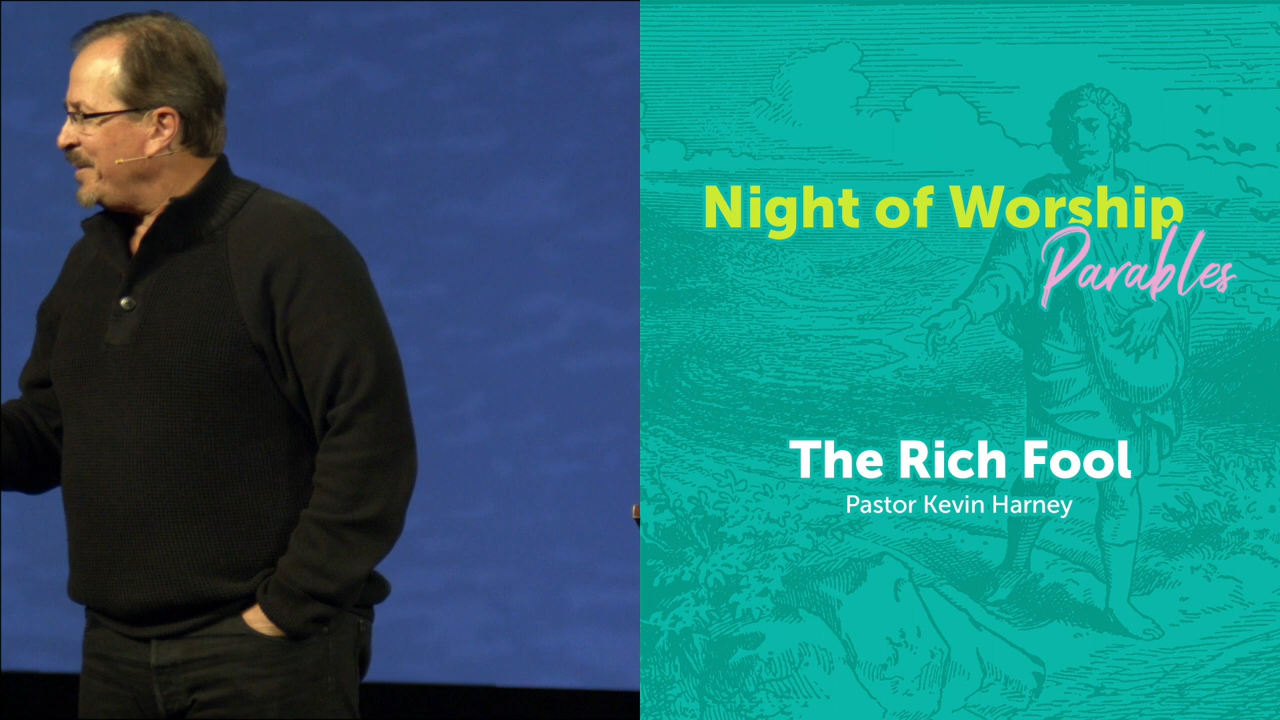 Night of Worship
Parables
The Rich Fool
Pastor Kevin Harney